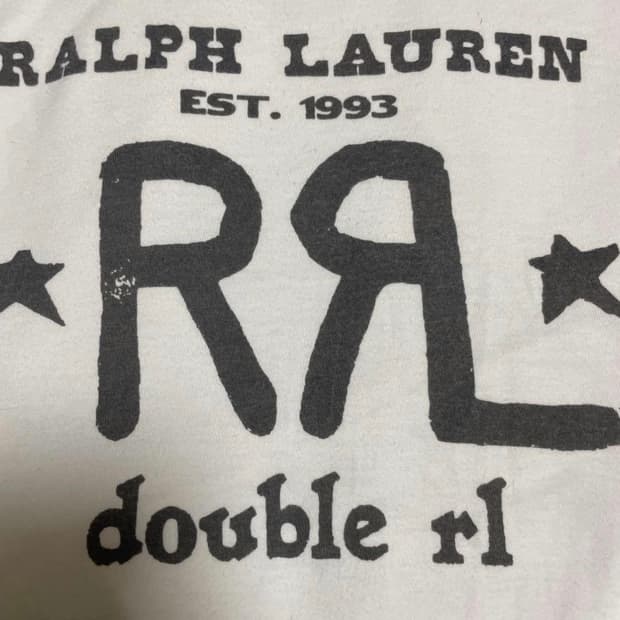 RALPH LAUREN
EST. 1993
RRL
double rl